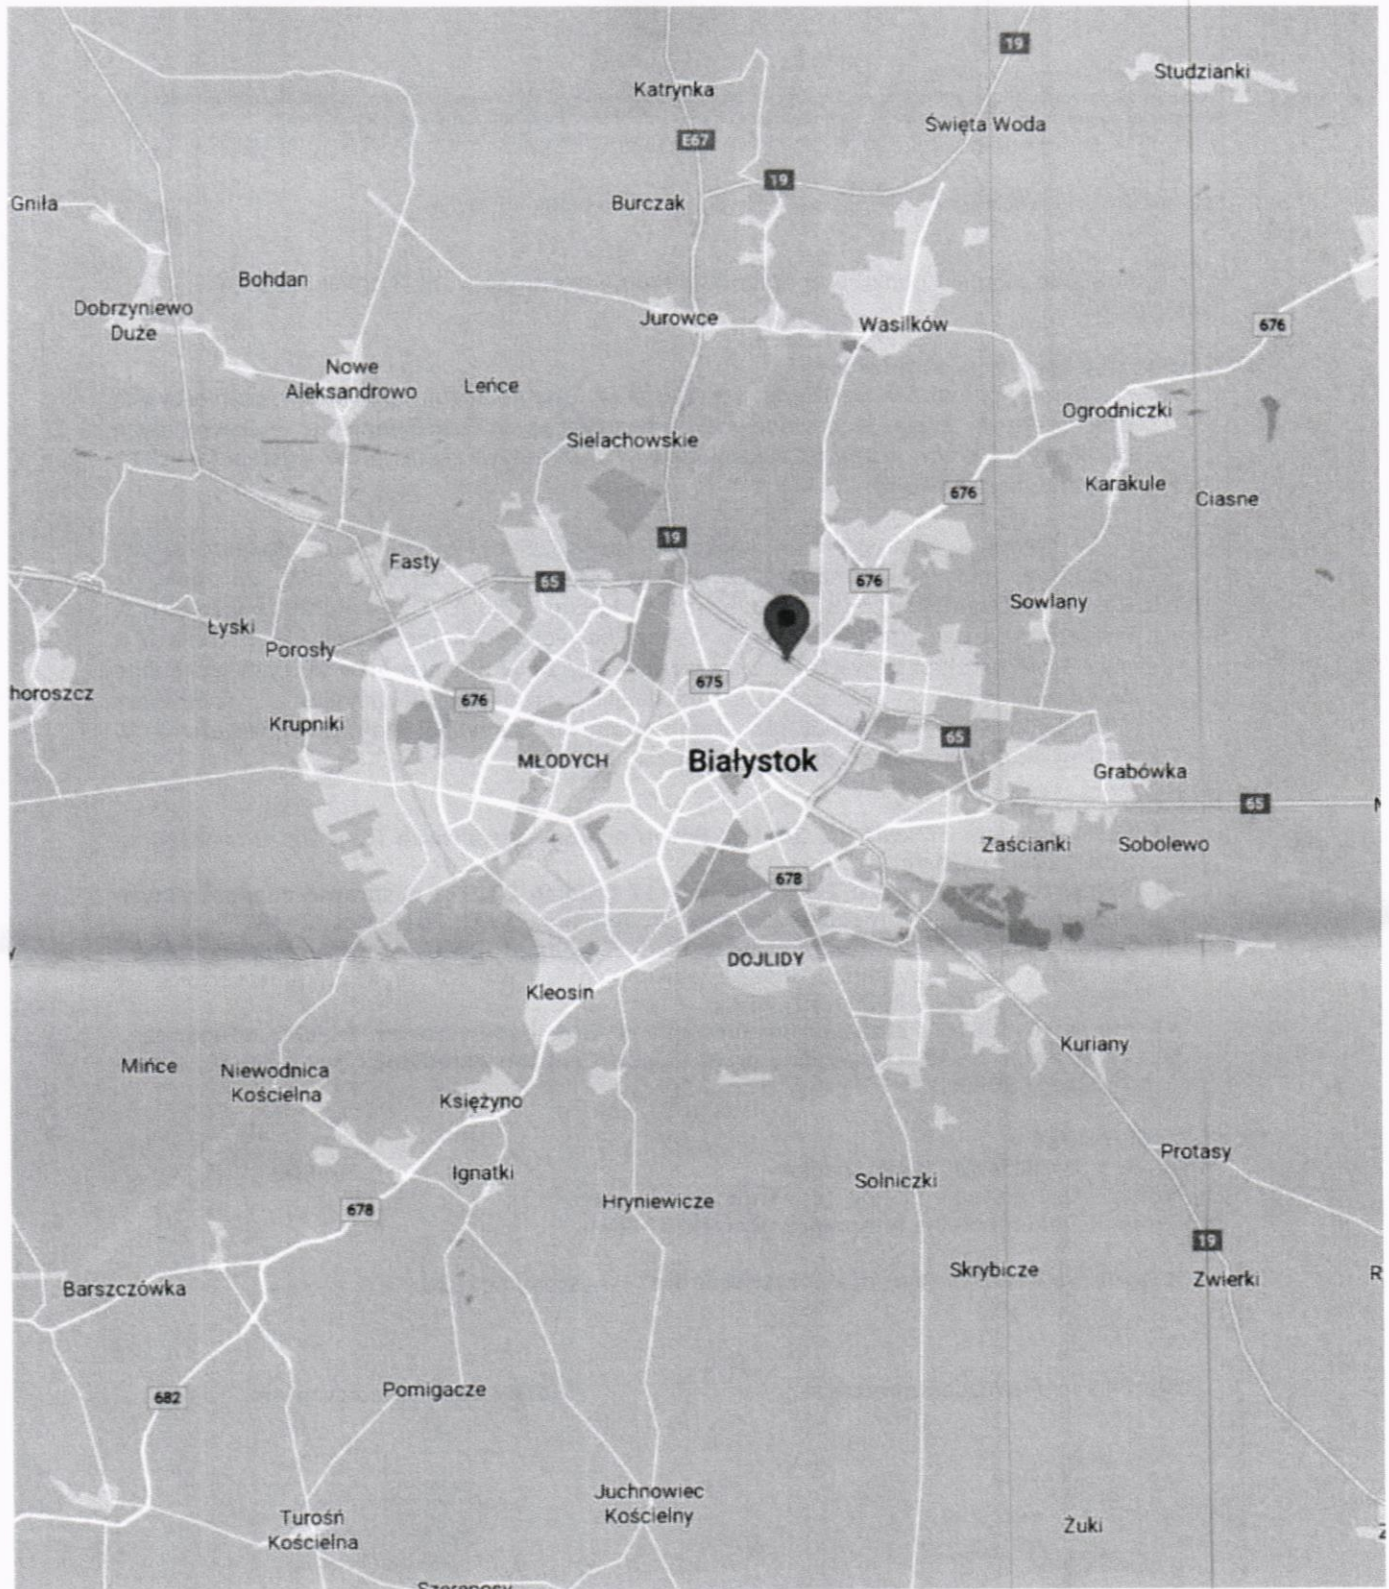 19
Studzianki
Katrynka
Święta Woda
E67
19
Gniła
Burczak
Bohdan
Dobrzyniewo
Duże
Jurowce
Wasilków
676
Nowe
Aleksandrowo
Leńce
Ogrodniczki
Sielachowskie
Karakule
676
Ciasne
19
Fasty
65
676
Sowlany
Łyski
Porosły
675
horoszcz
676
Krupniki
65
MŁODYCH
Białystok
Grabówka
65
Zaścianki
Sobolewo
678
DOJLIDY
Kleosin
Kuriany
Mińce
Niewodnica
Kościelna
Księżyno
Protasy
Ignatki
Solniczki
Hryniewicze
678
19
Skrybicze
Zwierki
R
Barszczówka
Pomigacze
682
Juchnowiec
Kościelny
Turośń
Kościelna
Żuki